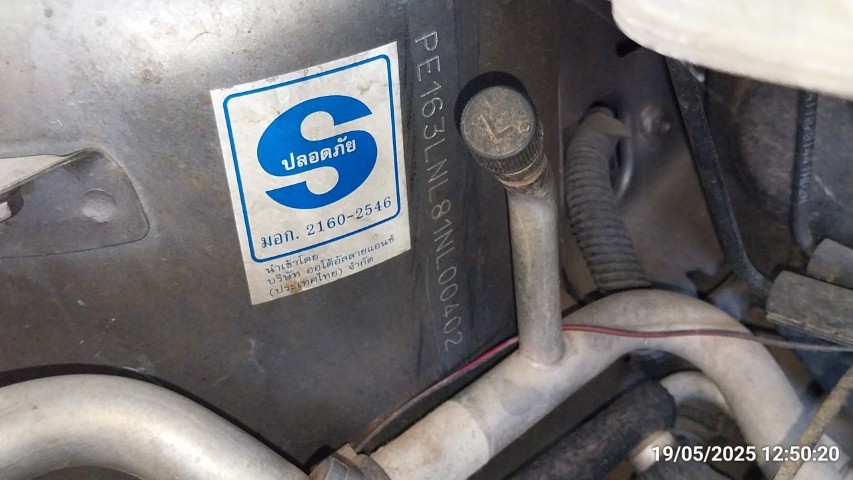 S
ปลอดภัย
มอก. 2160-2546
นำเข้าโดย
บริษัท ออโต้อัลลายแอนซ์
(ประเทศไทย) จำกัด
PE163LNL81NL00402
L
19/05/2025 12:50:20